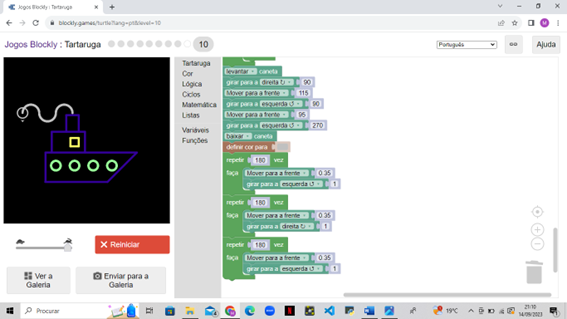 Jogos Blockly : Tartaruga
blockly.games/turtle?lang=pt&level=10
Jogos Blockly : Tartaruga
10
Português
Ajuda
Tartaruga
Cor
Lógica
Ciclos
Matemática
Listas
Variáveis
Funções
levantar caneta
girar para a direita ↻ 90
Mover para a frente 115
girar para a esquerda ↺ 90
Mover para a frente 95
girar para a esquerda ↺ 270
baixar caneta
definir cor para
repetir 180 vez
faça Mover para a frente 0.35
girar para a esquerda ↺ 1
repetir 180 vez
faça Mover para a frente 0.35
girar para a direita ↻ 1
repetir 180 vez
faça Mover para a frente 0.35
girar para a esquerda ↺ 1
Reiniciar
Ver a Galeria
Enviar para a Galeria
Procurar
19°C
21:10
14/09/2023